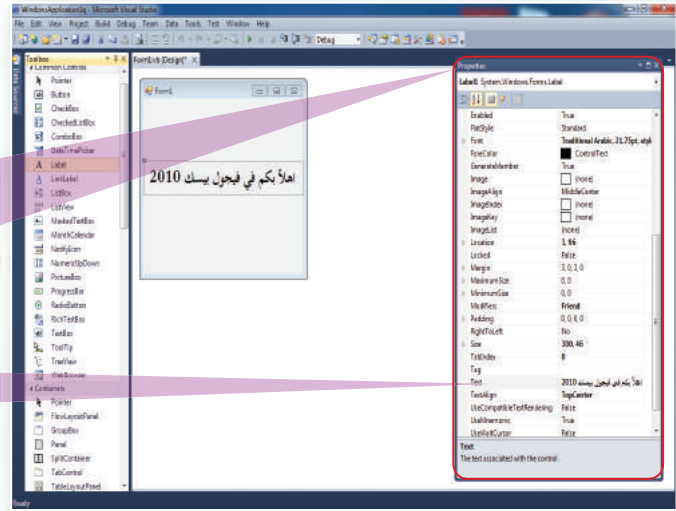 WindowsApplication1q - Microsoft Visual Studio
File Edit View Project Build Debug Team Data Tools Test Window Help
Debug
Data Sources
Toolbox
Common Controls
Pointer
Button
CheckBox
CheckedListBox
ComboBox
DateTimePicker
Label
LinkLabel
ListBox
ListView
MaskedTextBox
MonthCalendar
NotifyIcon
NumericUpDown
PictureBox
ProgressBar
RadioButton
RichTextBox
TextBox
ToolTip
TreeView
WebBrowser
Containers
Pointer
FlowLayoutPanel
GroupBox
Panel
SplitContainer
TabControl
TableLayoutPanel
Form1.vb [Design]*
form1
اهلاً بكم في فيجول بيسك 2010
Properties
Label1 System.Windows.Forms.Label
Enabled True
FlatStyle Standard
Font Traditional Arabic, 21.75pt, styl
ForeColor ControlText
GenerateMember True
Image (none)
ImageAlign MiddleCenter
ImageIndex (none)
ImageKey (none)
ImageList (none)
Location 3, 96
Locked False
Margin 3, 0, 3, 0
MaximumSize 0, 0
MinimumSize 0, 0
Modifiers Friend
Padding 0, 0, 0, 0
RightToLeft No
Size 300, 46
TabIndex 0
Tag
Text اهلاً بكم في فيجول بيسك 2010
TextAlign TopCenter
UseCompatibleTextRendering False
UseMnemonic True
UseWaitCursor False
Text
The text associated with the control.
Ready